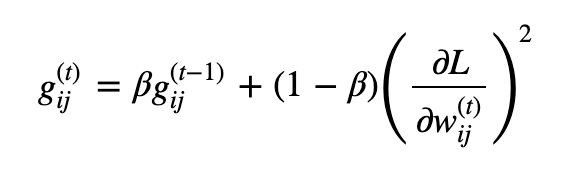 g_{ij}^{(t)} = βg_{ij}^{(t−1)} + (1 − β)(∂L/∂w_{ij}^{(t)})^2